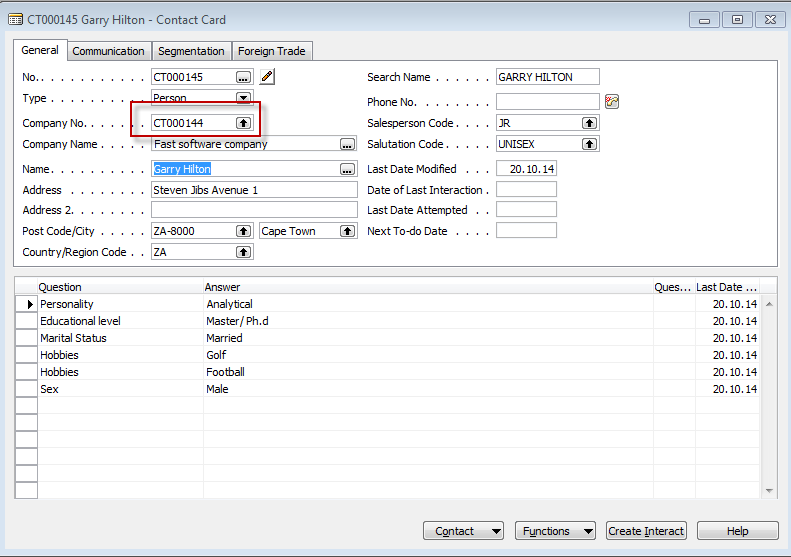 CT000145 Garry Hilton - Contact Card
General Communication Segmentation Foreign Trade
No. . . . . . . . . . . . CT000145 ... Search Name . . . . . . GARRY HILTON
Type . . . . . . . . . . Person Phone No. . . . . . . . .
Company No. . . . . . CT000144 Salesperson Code . . . JR
Company Name . . . . . Fast software company ... Salutation Code . . . . UNISEX
Name. . . . . . . . . . Garry Hilton ... Last Date Modified . . . 20.10.14
Address . . . . . . . . Steven Jibs Avenue 1 Date of Last Interaction .
Address 2. . . . . . . . Last Date Attempted . .
Post Code/City . . . . . ZA-8000 Cape Town Next To-do Date . . . .
Country/Region Code . . ZA
Question Answer Ques... Last Date ...
Personality Analytical 20.10.14
Educational level Master/Ph.d 20.10.14
Marital Status Married 20.10.14
Hobbies Golf 20.10.14
Hobbies Football 20.10.14
Sex Male 20.10.14
Contact Functions Create Interact Help